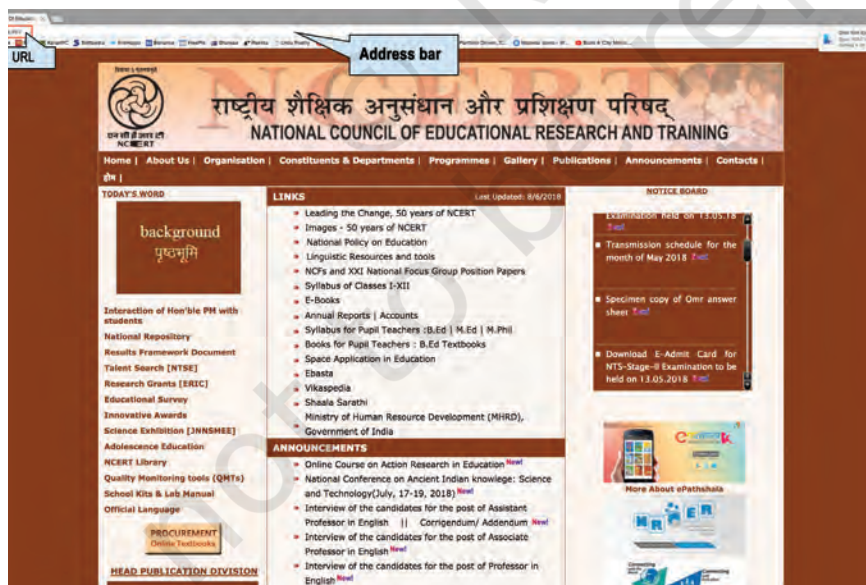 URL
Address bar
राष्ट्रीय शैक्षिक अनुसंधान और प्रशिक्षण परिषद्
NATIONAL COUNCIL OF EDUCATIONAL RESEARCH AND TRAINING
एन सी ई आर टी
NCERT
Home | About Us | Organisation | Constituents & Departments | Programmes | Gallery | Publications | Announcements | Contacts |
होम |
TODAY'S WORD
background
पृष्ठभूमि
Interaction of Hon'ble PM with
students
National Repository
Results Framework Document
Talent Search [NTSE]
Research Grants [ERIC]
Educational Survey
Innovative Awards
Science Exhibition [JNNSMEE]
Adolescence Education
NCERT Library
Quality Monitoring tools (QMTs)
School Kits & Lab Manual
Official Language
PROCUREMENT
Online Textbooks
HEAD PUBLICATION DIVISION
LINKS Last Updated: 8/6/2018
Leading the Change, 50 years of NCERT
Images - 50 years of NCERT
National Policy on Education
Linguistic Resources and tools
NCFs and XXI National Focus Group Position Papers
Syllabus of Classes I-XII
E-Books
Annual Reports | Accounts
Syllabus for Pupil Teachers :B.Ed | M.Ed | M.Phil
Books for Pupil Teachers : B.Ed Textbooks
Space Application in Education
Ebasta
Vikaspedia
Shaala Sarathi
Ministry of Human Resource Development (MHRD),
Government of India
ANNOUNCEMENTS
Online Course on Action Research in Education New!
National Conference on Ancient Indian knowlege: Science
and Technology(July, 17-19, 2018) New!
Interview of the candidates for the post of Assistant
Professor in English || Corrigendum/ Addendum New!
Interview of the candidates for the post of Associate
Professor in English New!
Interview of the candidates for the post of Professor in
English New!
NOTICE BOARD
Examination held on 13.05.18
Transmission schedule for the
month of May 2018
Specimen copy of Omr answer
sheet
Download E-Admit Card for
NTS-Stage-II Examination to be
held on 13.05.2018
More About ePathshala